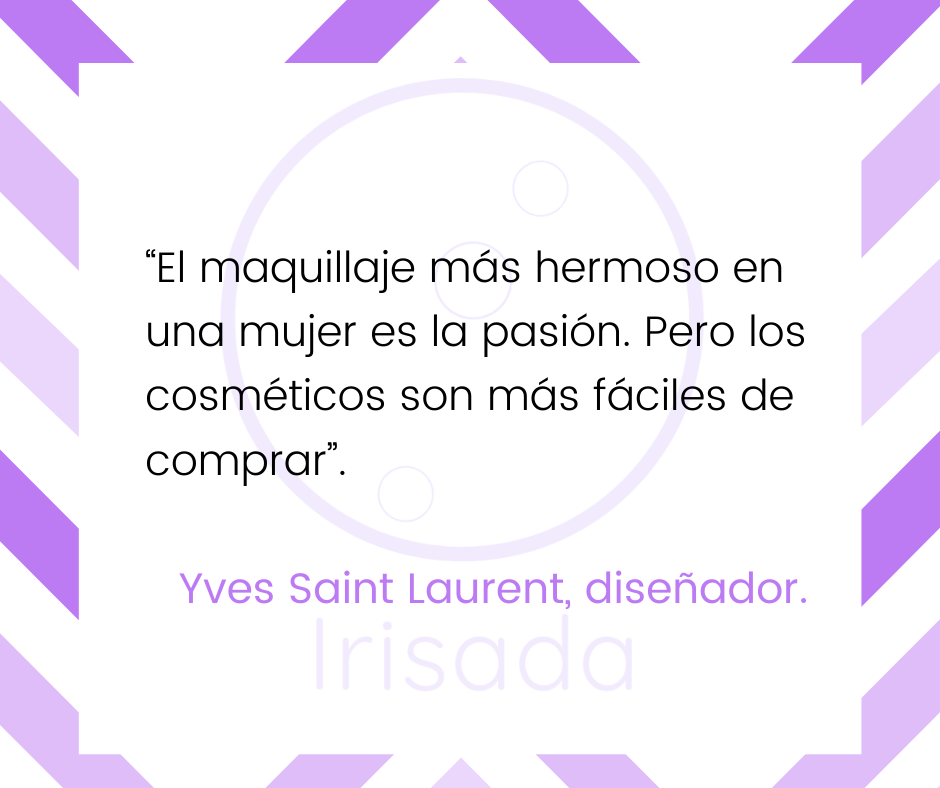 “El maquillaje más hermoso en
una mujer es la pasión. Pero los
cosméticos son más fáciles de
comprar”.
Yves Saint Laurent, diseñador.
Irisada